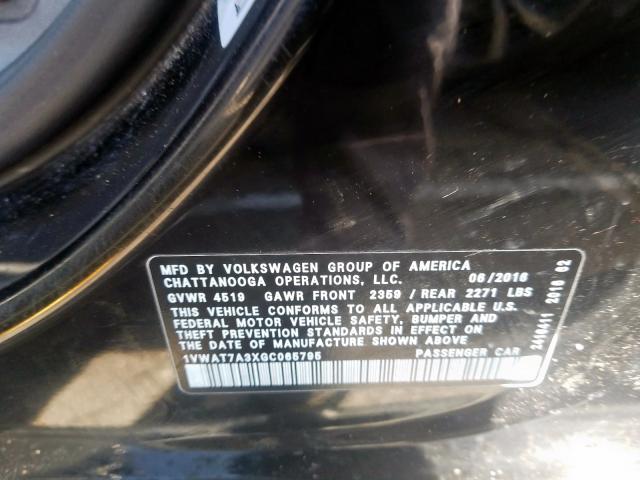 MFD BY VOLKSWAGEN GROUP OF AMERICA
CHATTANOOGA OPERATIONS, LLC. 06/2016
GVWR 4519 GAWR FRONT 2359 / REAR 2271 LBS
THIS VEHICLE CONFORMS TO ALL APPLICABLE U.S.
FEDERAL MOTOR VEHICLE SAFETY, BUMPER AND
THEFT PREVENTION STANDARDS IN EFFECT ON
THE DATE OF MANUFACTURE SHOWN ABOVE
1VWAT7A3XGC065795 PASSENGER CAR
2016 02